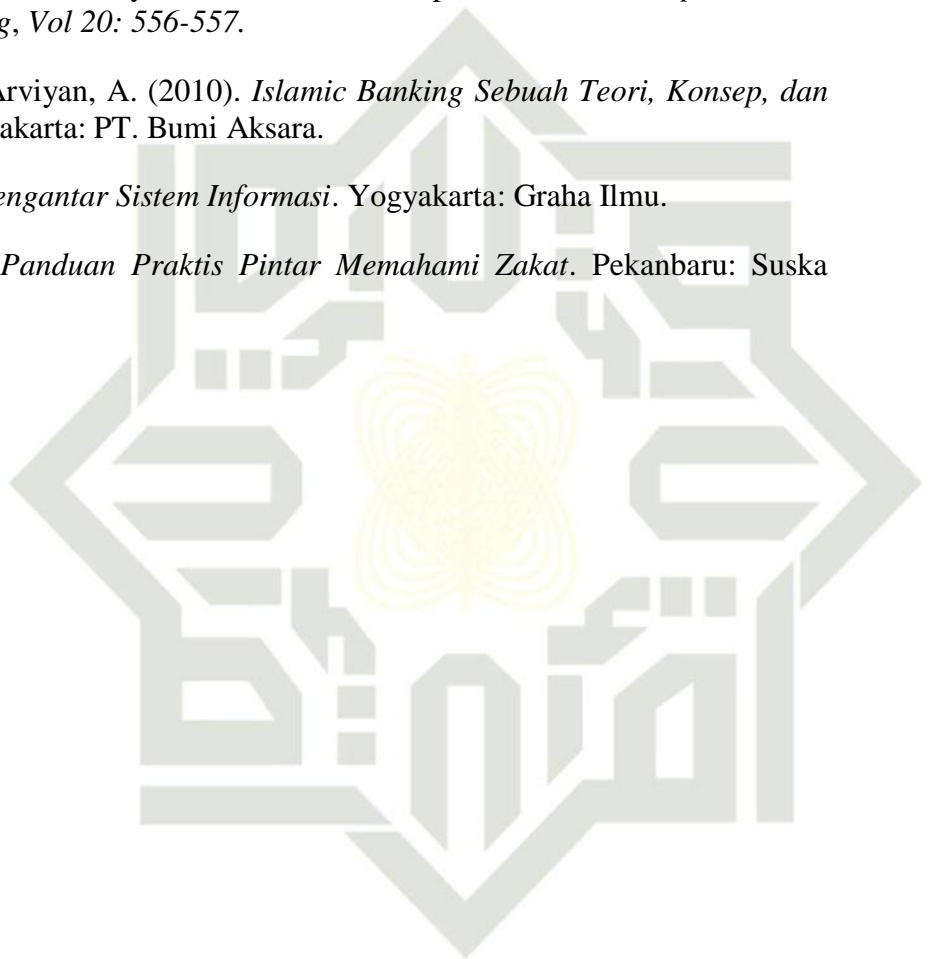 g, Vol 20: 556-557.
Arviyan, A. (2010). Islamic Banking Sebuah Teori, Konsep, dan
akarta: PT. Bumi Aksara.
engantar Sistem Informasi. Yogyakarta: Graha Ilmu.
Panduan Praktis Pintar Memahami Zakat. Pekanbaru: Suska